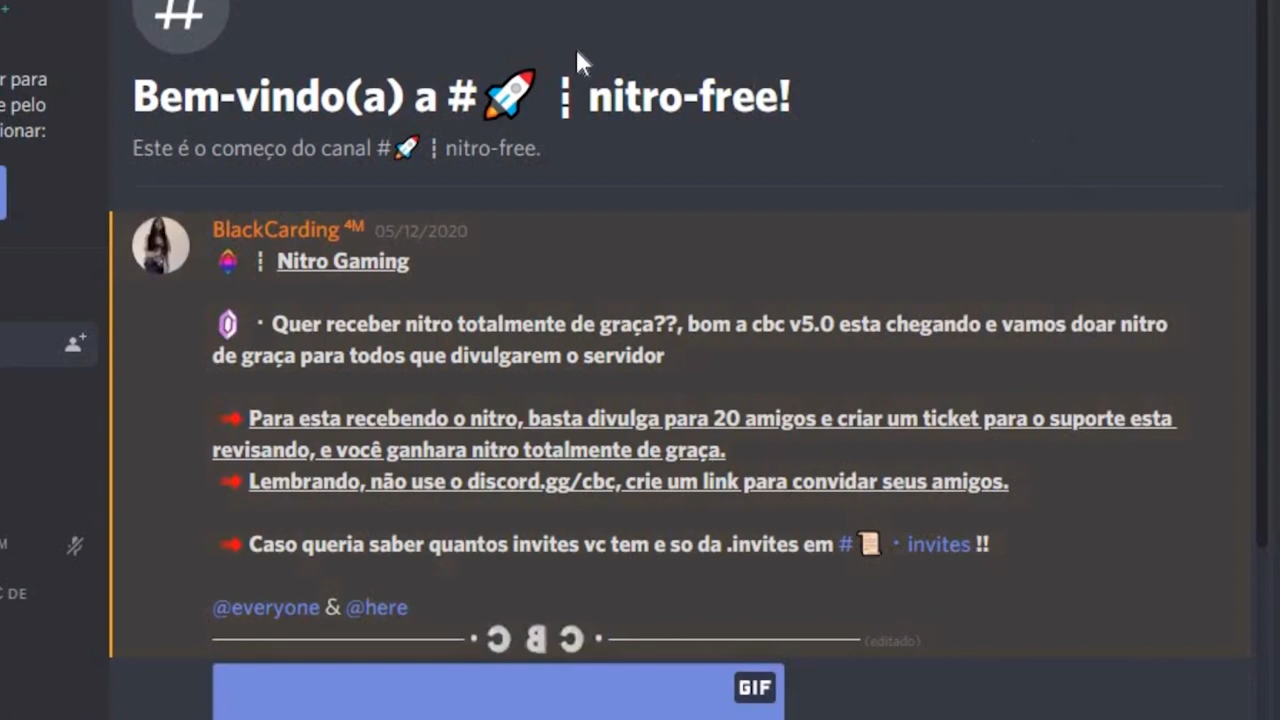 r para
e pelo
ionar:
Bem-vindo(a) a #🚀 ┊nitro-free!
Este é o começo do canal #🚀 ┊nitro-free.
BlackCarding ⁴ᴹ 05/12/2020
┊ Nitro Gaming
· Quer receber nitro totalmente de graça??, bom a cbc v5.0 esta chegando e vamos doar nitro
de graça para todos que divulgarem o servidor
Para esta recebendo o nitro, basta divulga para 20 amigos e criar um ticket para o suporte esta
revisando, e você ganhara nitro totalmente de graça.
Lembrando, não use o discord.gg/cbc, crie um link para convidar seus amigos.
Caso queria saber quantos invites vc tem e so da .invites em #📜・invites !!
M
C DE
@everyone & @here
• C B C • (editado)
GIF